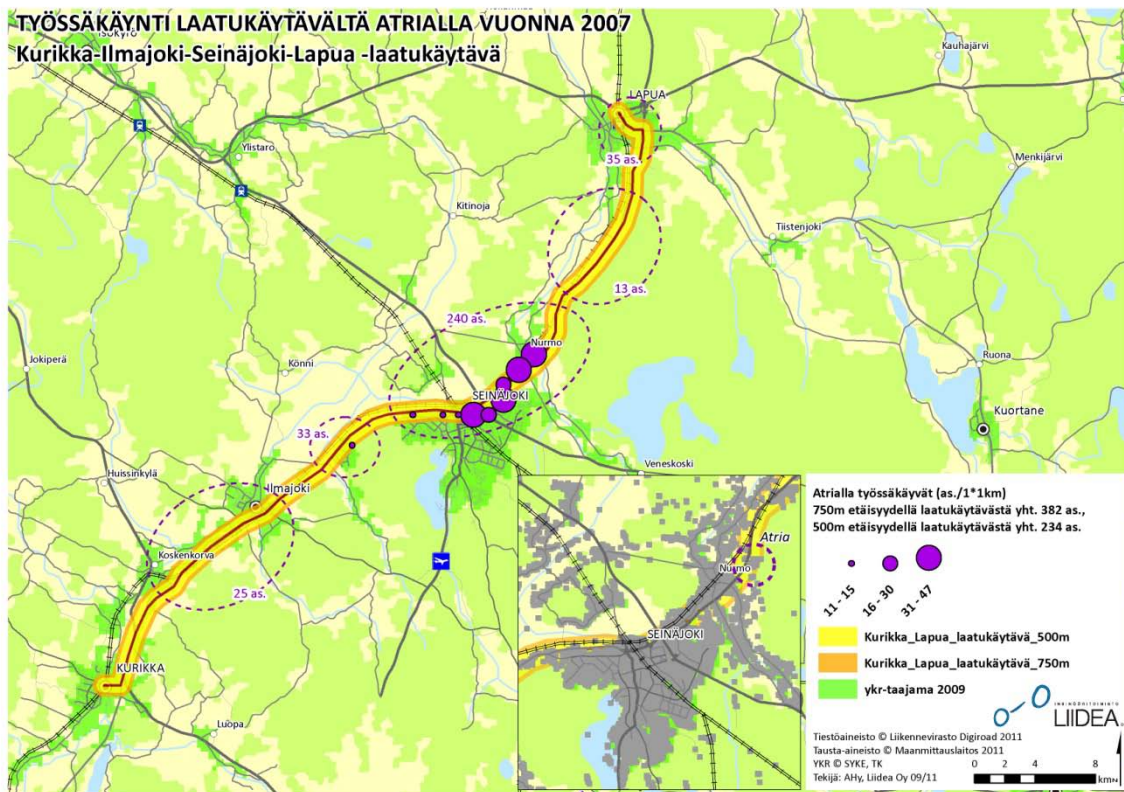 TYÖSSÄKÄYNTI LAATUKÄYTÄVÄLTÄ ATRIALLA VUONNA 2007
Kurikka-Ilmajoki-Seinäjoki-Lapua -laatukäytävä
Isokyrö
Kauhajärvi
LAPUA
Ylistaro
35 as.
Menkijärvi
Kitinoja
Tiistenjoki
13 as.
240 as.
Nurmo
Jokiperä
Könni
Ruona
SEINÄJOKI
Kuortane
33 as.
Huissinkylä
Ilmajoki
Veneskoski
Koskenkorva
25 as.
KURIKKA
Luopa
Atria
Nurmo
SEINÄJOKI
Atrialla työssäkäyvät (as./1*1km)
750m etäisyydellä laatukäytävästä yht. 382 as.,
500m etäisyydellä laatukäytävästä yht. 234 as.
11 - 15
16 - 30
31 - 47
Kurikka_Lapua_laatukäytävä_500m
Kurikka_Lapua_laatukäytävä_750m
ykr-taajama 2009
INSINÖÖRITOIMISTO
LIIDEA
Tiestöaineisto © Liikennevirasto Digiroad 2011
Tausta-aineisto © Maanmittauslaitos 2011
YKR © SYKE, TK
Tekijä: AHy, Liidea Oy 09/11
0 2 4 8
km
N